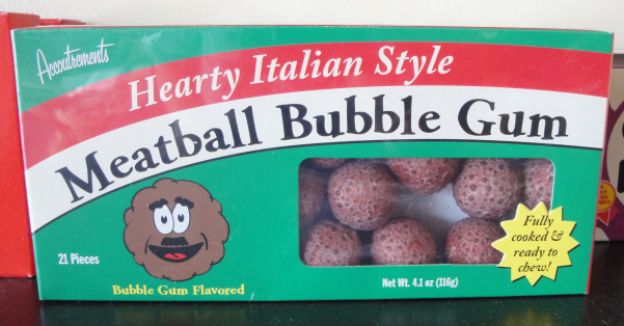 Accoutrements
Hearty Italian Style
Meatball Bubble Gum
21 Pieces
Bubble Gum Flavored
Fully
cooked &
ready to
chew!
Net Wt. 4.1 oz (116g)